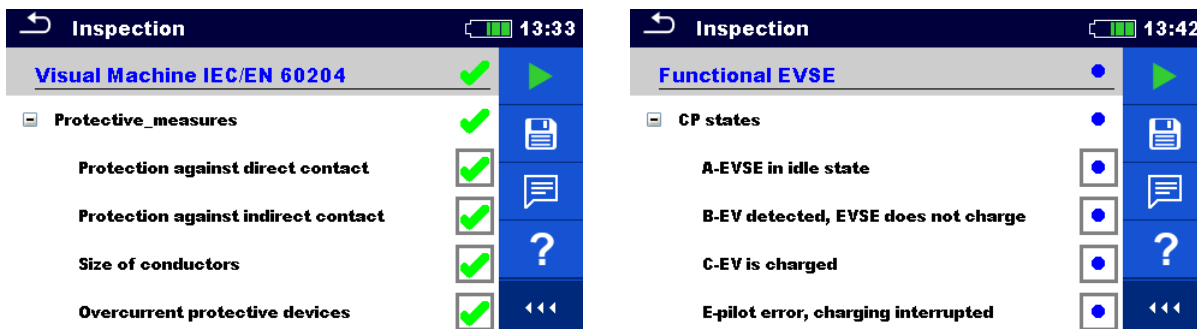 Inspection 13:33
Visual Machine IEC/EN 60204
Protective_measures
Protection against direct contact
Protection against indirect contact
Size of conductors
Overcurrent protective devices
?
Inspection 13:42
Functional EVSE
CP states
A-EVSE in idle state
B-EV detected, EVSE does not charge
C-EV is charged
E-pilot error, charging interrupted
?